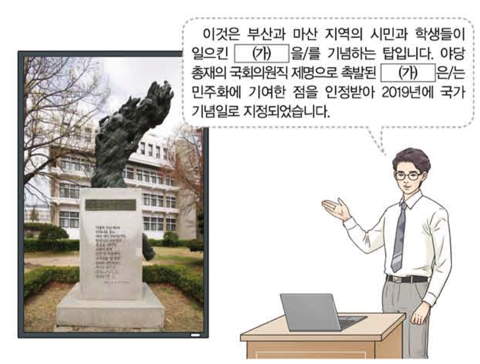 이것은 부산과 마산 지역의 시민과 학생들이
일으킨 (가) 을/를 기념하는 탑입니다. 야당
총재의 국회의원직 제명으로 촉발된 (가) 은/는
민주화에 기여한 점을 인정받아 2019년에 국가
기념일로 지정되었습니다.